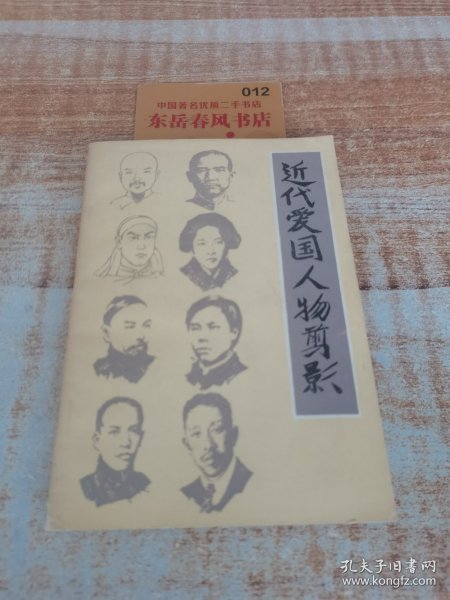 012
中国著名优质二手书店
东岳春风书店
近代爱国人物剪影
孔夫子旧书网
www.kongfz.com